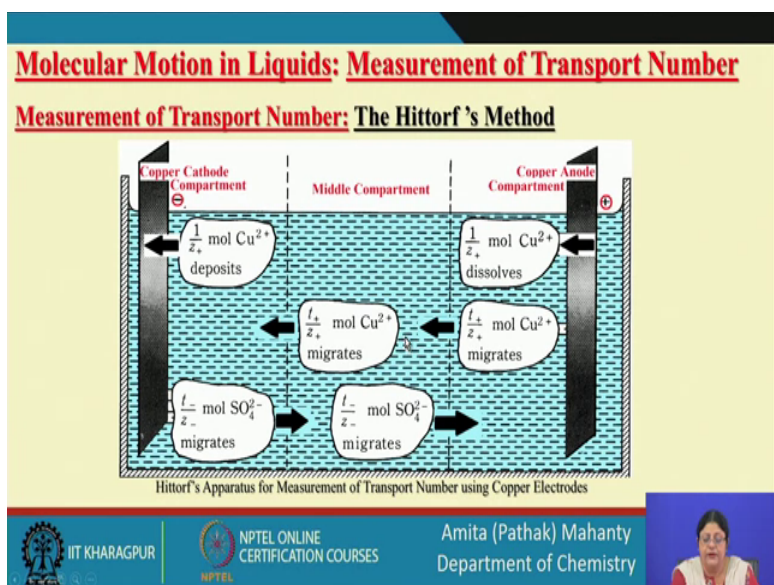 Molecular Motion in Liquids: Measurement of Transport Number
Measurement of Transport Number: The Hittorf 's Method
Copper Cathode
Compartment
⊖
Middle Compartment
Copper Anode
Compartment
⊕
1/z₊ mol Cu²⁺
deposits
1/z₊ mol Cu²⁺
dissolves
t₊/z₊ mol Cu²⁺
migrates
t₊/z₊ mol Cu²⁺
migrates
t₋/z₋ mol SO₄²⁻
migrates
t₋/z₋ mol SO₄²⁻
migrates
Hittorf's Apparatus for Measurement of Transport Number using Copper Electrodes
IIT KHARAGPUR
NPTEL
NPTEL ONLINE
CERTIFICATION COURSES
Amita (Pathak) Mahanty
Department of Chemistry